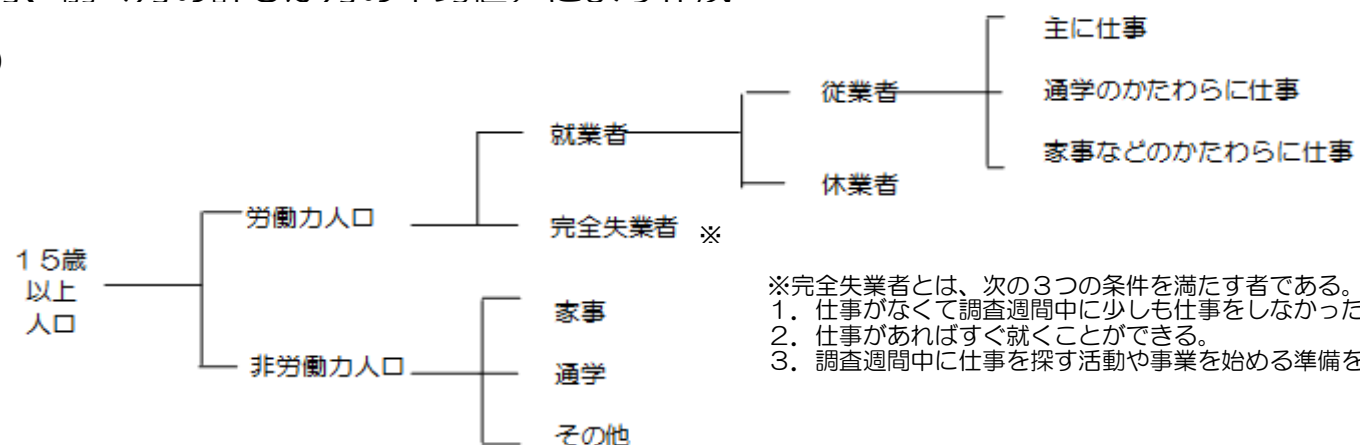 主に仕事
従業者
通学のかたわらに仕事
就業者
家事などのかたわらに仕事
休業者
労働力人口
完全失業者 ※
15歳
以上
人口
※完全失業者とは、次の3つの条件を満たす者である。
1.仕事がなくて調査週間中に少しも仕事をしなかった
2.仕事があればすぐ就くことができる。
3.調査週間中に仕事を探す活動や事業を始める準備を
家事
非労働力人口
通学
その他